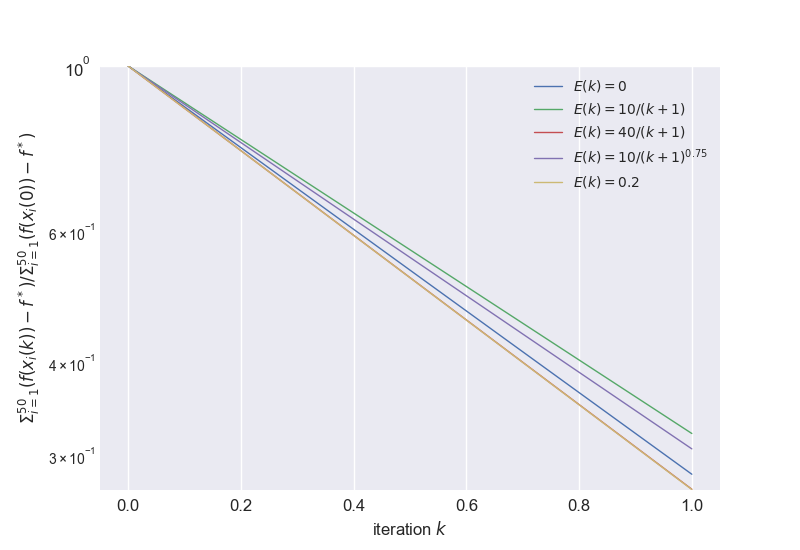 10^0
6 × 10^−1
4 × 10^−1
3 × 10^−1
Σ_{i=1}^{50}(f(x_i(k)) − f^*)/Σ_{i=1}^{50}(f(x_i(0)) − f^*)
E(k) = 0
E(k) = 10/(k + 1)
E(k) = 40/(k + 1)
E(k) = 10/(k + 1)^{0.75}
E(k) = 0.2
0.0 0.2 0.4 0.6 0.8 1.0
iteration k